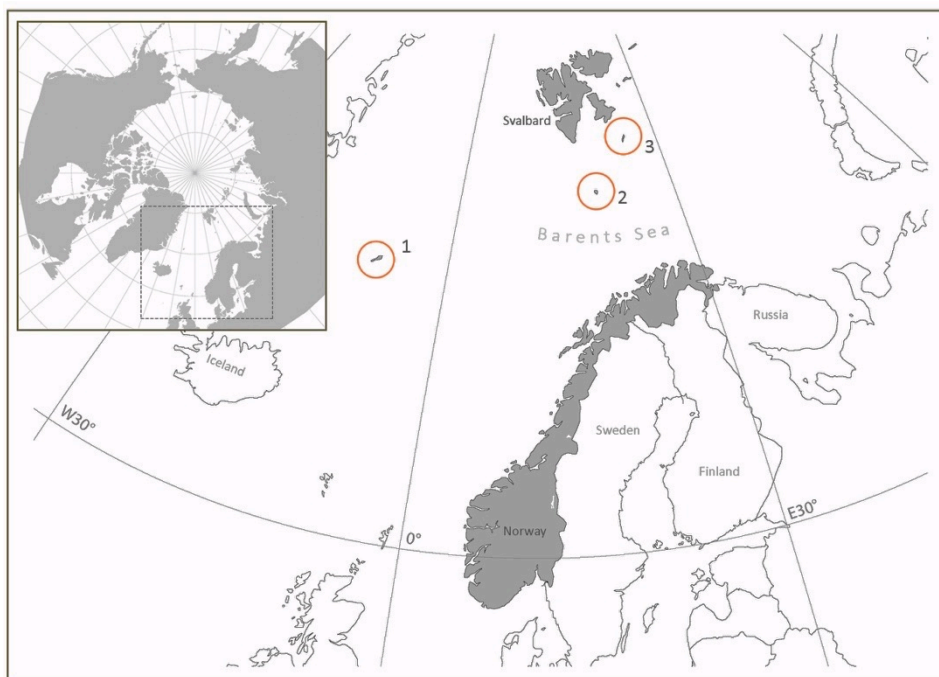 Svalbard
3
2
Barents Sea
1
Russia
Iceland
W30°
Sweden
Finland
E30°
Norway
0°